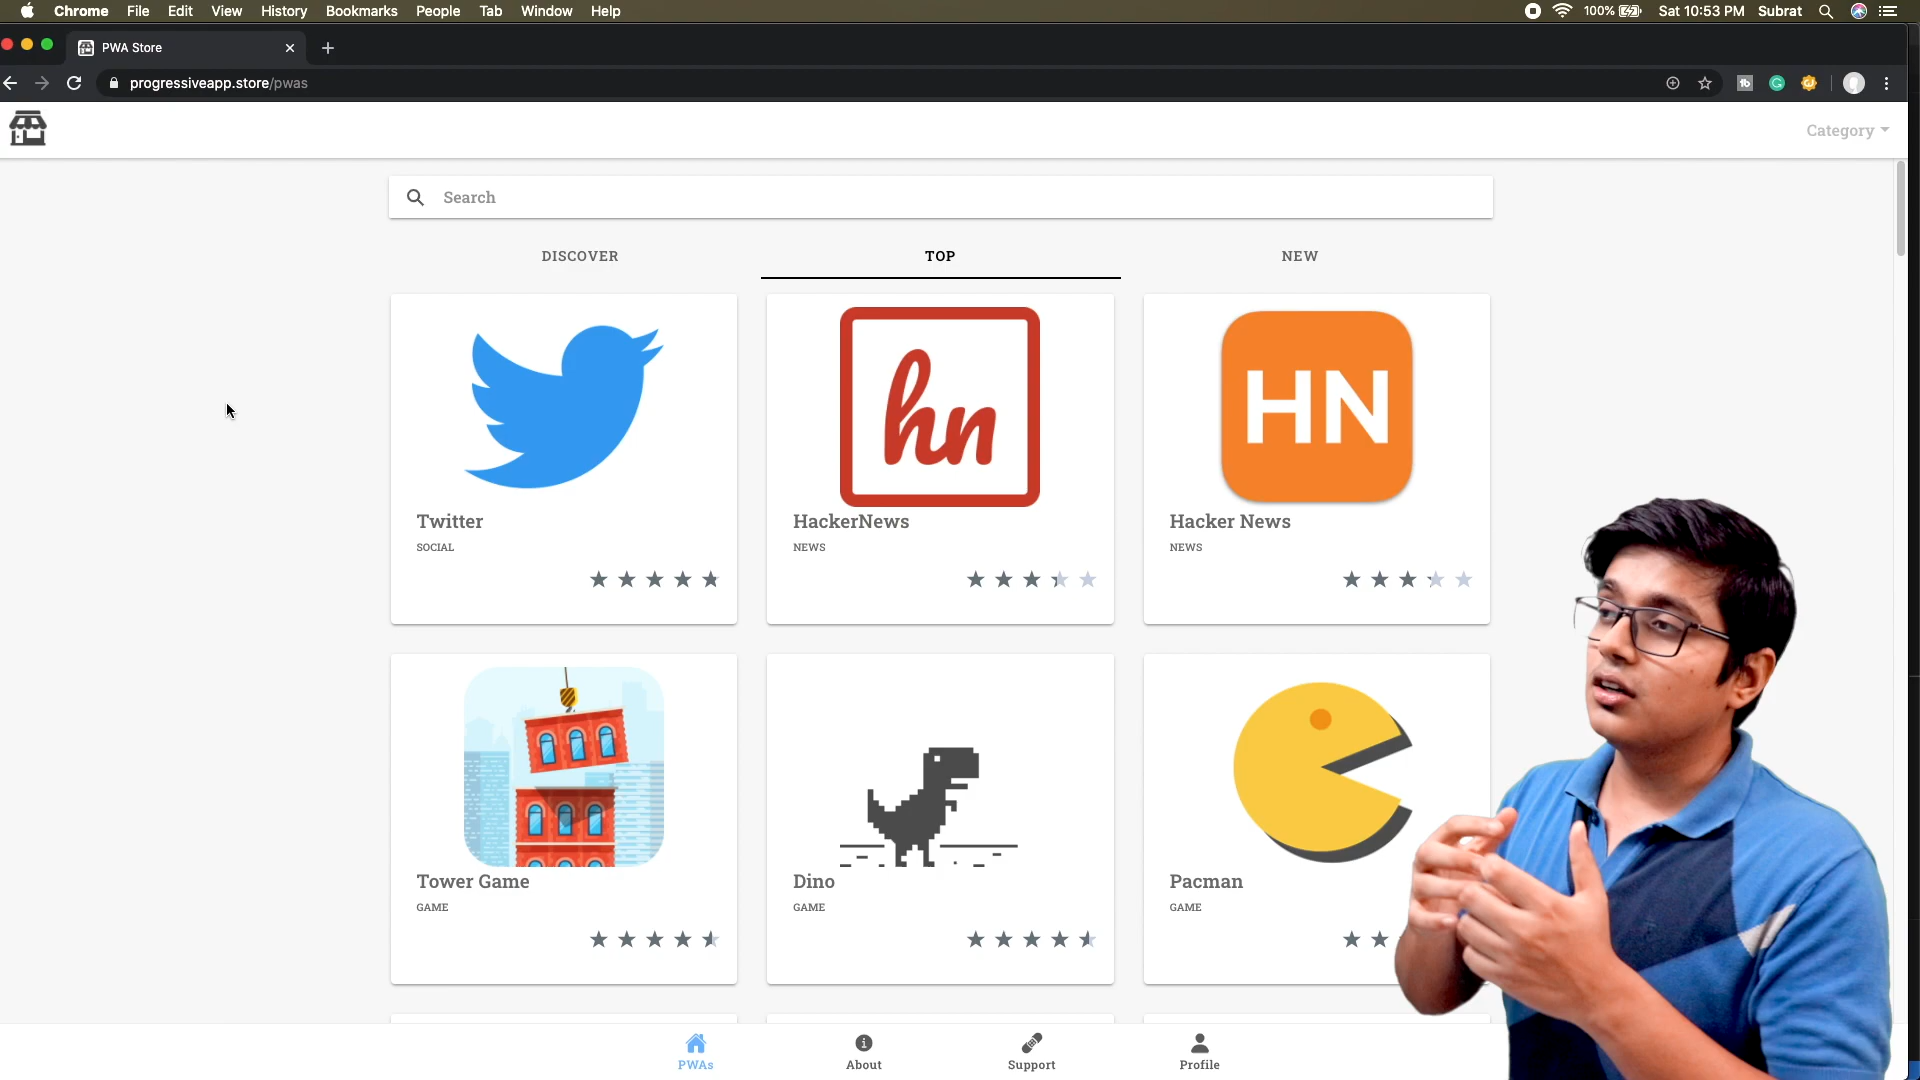 Chrome File Edit View History Bookmarks People Tab Window Help 100% Sat 10:53 PM Subrat
PWA Store
progressiveapp.store/pwas
Category
Search
DISCOVER TOP NEW
hn HN
Twitter HackerNews Hacker News
SOCIAL NEWS NEWS
Tower Game Dino Pacman
GAME GAME GAME
PWAs About Support Profile